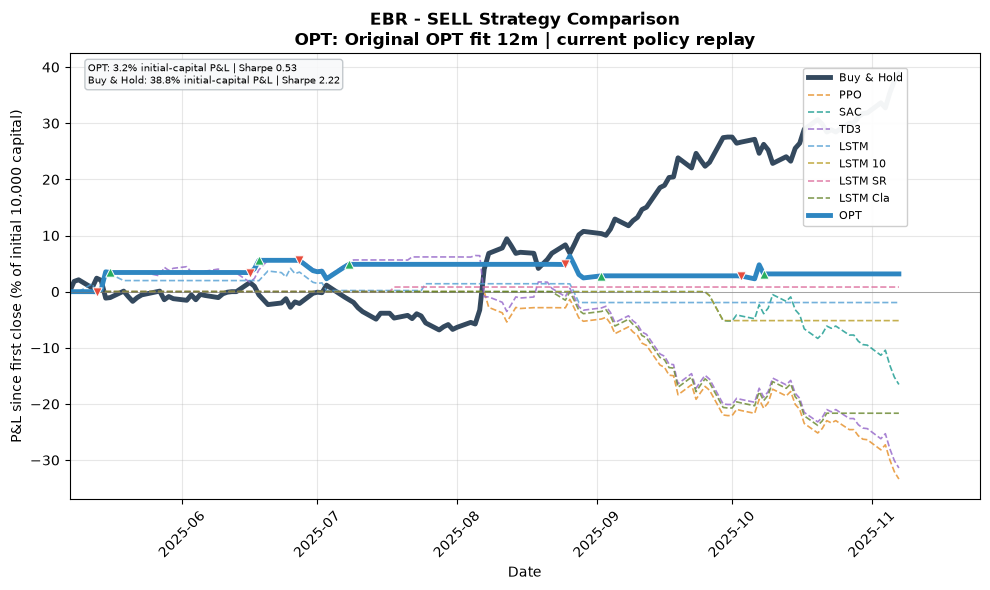 EBR - SELL Strategy Comparison
OPT: Original OPT fit 12m | current policy replay
OPT: 3.2% initial-capital P&L | Sharpe 0.53
Buy & Hold: 38.8% initial-capital P&L | Sharpe 2.22
Buy & Hold
PPO
SAC
TD3
LSTM
LSTM 10
LSTM SR
LSTM Cla
OPT
P&L since first close (% of initial 10,000 capital)
40
30
20
10
0
−10
−20
−30
2025-06
2025-07
2025-08
2025-09
2025-10
2025-11
Date